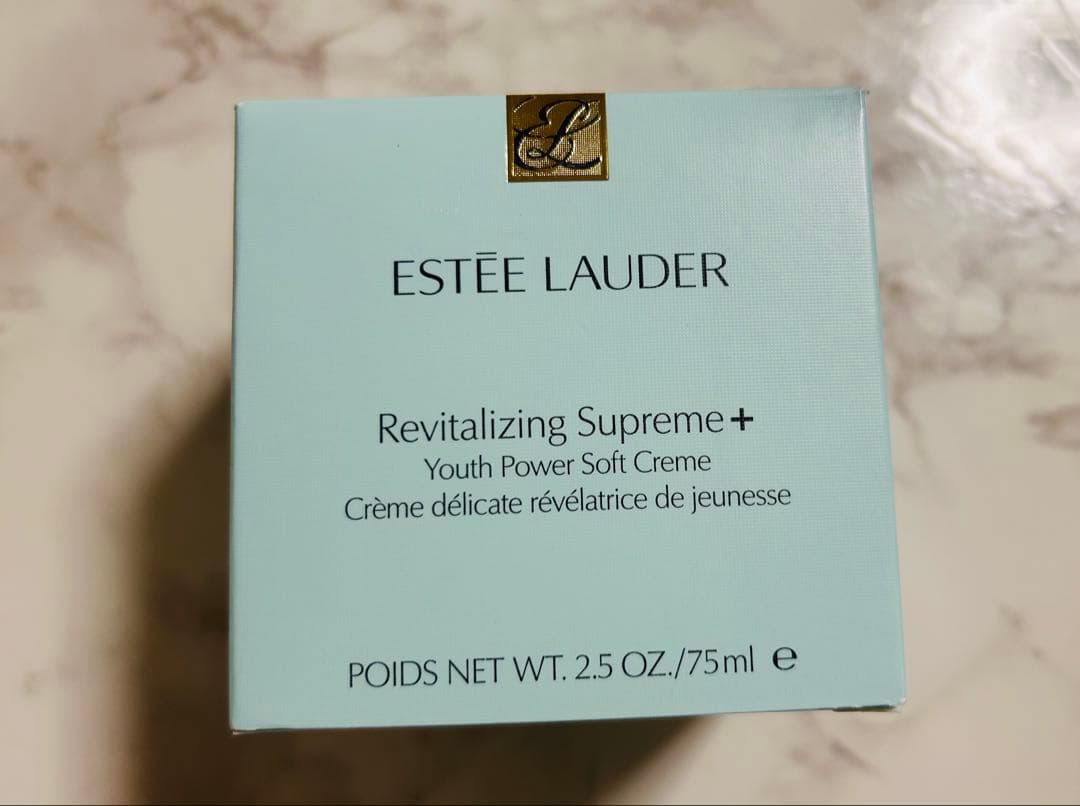 EL
ESTĒE LAUDER
Revitalizing Supreme+
Youth Power Soft Creme
Crème délicate révélatrice de jeunesse
POIDS NET WT. 2.5 OZ./75ml ℮